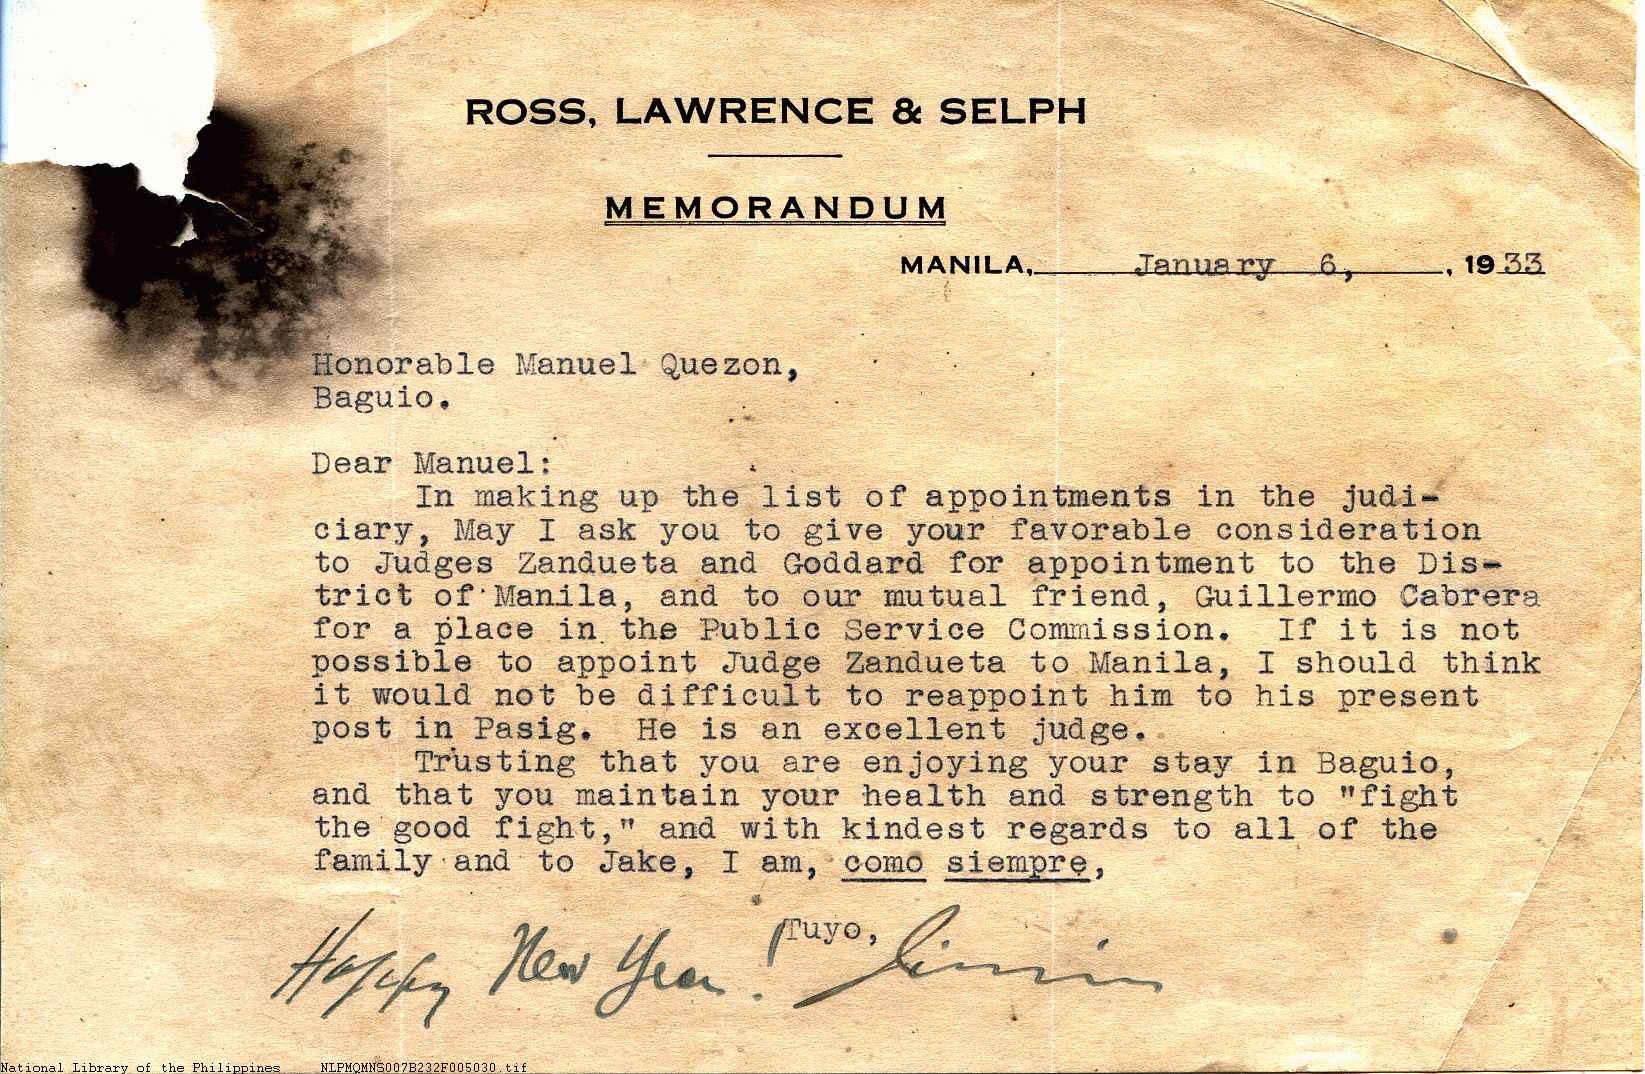 ROSS, LAWRENCE & SELPH
MEMORANDUM
MANILA, January 6, , 1933
Honorable Manuel Quezon,
Baguio.
Dear Manuel:
In making up the list of appointments in the judi-
ciary, May I ask you to give your favorable consideration
to Judges Zandueta and Goddard for appointment to the Dis-
trict of Manila, and to our mutual friend, Guillermo Cabrera
for a place in the Public Service Commission. If it is not
possible to appoint Judge Zandueta to Manila, I should think
it would not be difficult to reappoint him to his present
post in Pasig. He is an excellent judge.
Trusting that you are enjoying your stay in Baguio,
and that you maintain your health and strength to "fight
the good fight," and with kindest regards to all of the
family and to Jake, I am, como siempre,
Tuyo,
Happy New Year!
National Library of the Philippines NLPMQMNS007B232F005030.tif